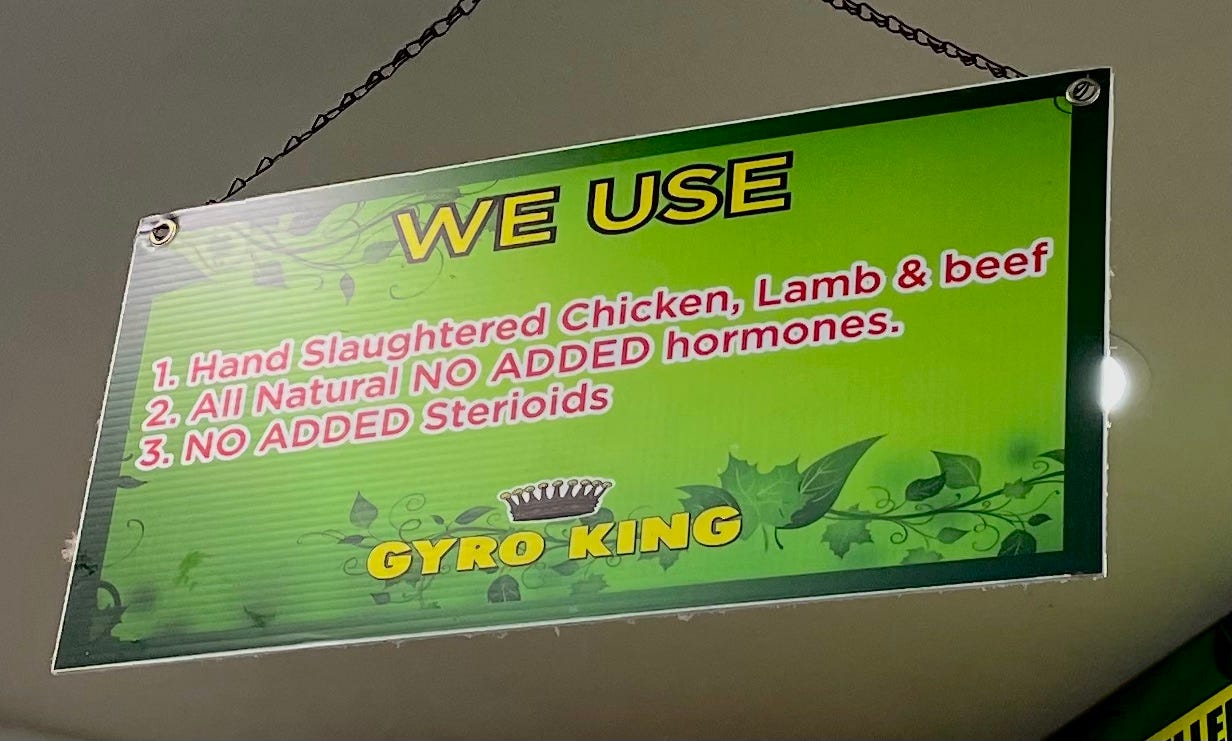 WE USE
1. Hand Slaughtered Chicken, Lamb & beef
2. All Natural NO ADDED hormones.
3. NO ADDED Sterioids
GYRO KING